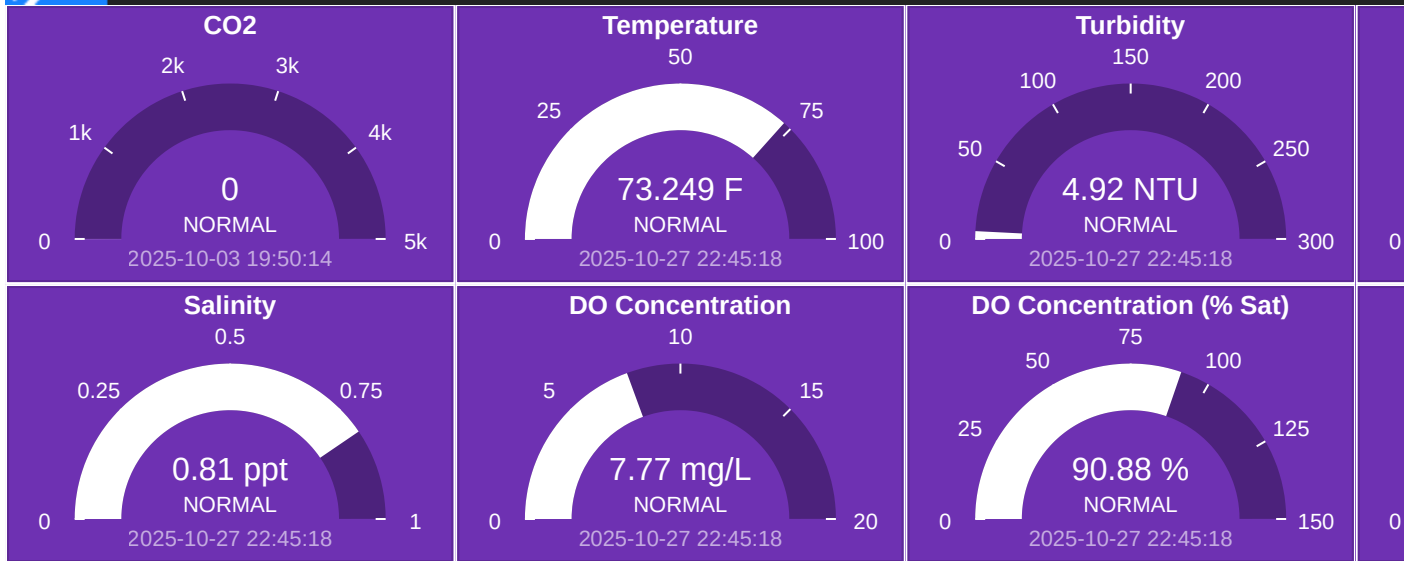 CO2
2k 3k
1k 4k
0
NORMAL
0 5k
2025-10-03 19:50:14
Temperature
50
25 75
73.249 F
NORMAL
0 100
2025-10-27 22:45:18
Turbidity
150
100 200
50 250
4.92 NTU
NORMAL
0 300
2025-10-27 22:45:18
0
Salinity
0.5
0.25 0.75
0.81 ppt
NORMAL
0 1
2025-10-27 22:45:18
DO Concentration
10
5 15
7.77 mg/L
NORMAL
0 20
2025-10-27 22:45:18
DO Concentration (% Sat)
75
50 100
25 125
90.88 %
NORMAL
0 150
2025-10-27 22:45:18
0